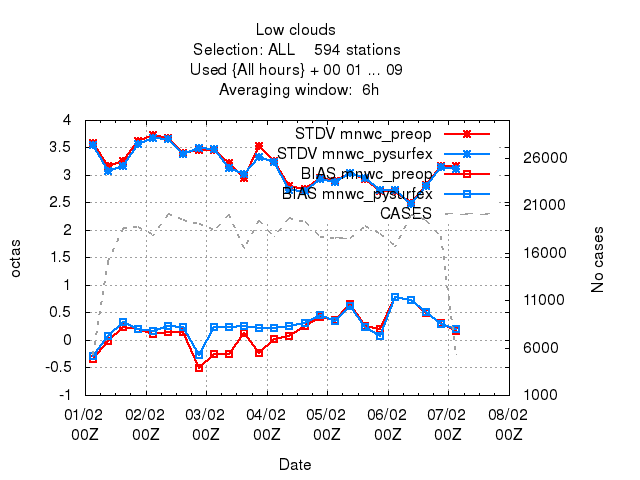 Low clouds
Selection: ALL    594 stations
Used {All hours} + 00 01 ... 09
Averaging window:  6h
4
3.5
3
2.5
2
1.5
1
0.5
0
-0.5
-1
octas
STDV mnwc_preop
STDV mnwc_pysurfex
BIAS mnwc_preop
BIAS mnwc_pysurfex
CASES
26000
21000
16000
11000
6000
1000
No cases
01/02 02/02 03/02 04/02 05/02 06/02 07/02 08/02
00Z 00Z 00Z 00Z 00Z 00Z 00Z 00Z
Date